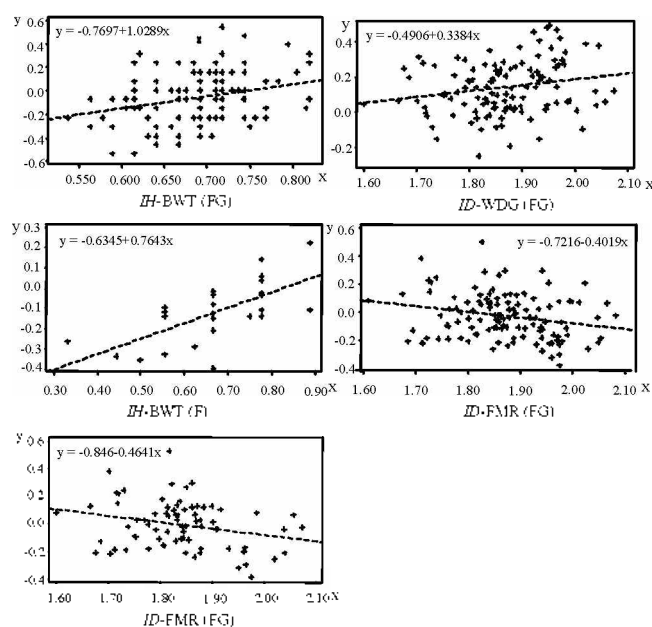 y
0.6
0.4
0.2
0.0
-0.2
-0.4
-0.6
y = -0.7697+1.0289x
0.550 0.600 0.650 0.700 0.750 0.800 x
IH-BWT (FG)
y
0.4
0.2
0.0
-0.2
y = -0.4906+0.3384x
1.60 1.70 1.80 1.90 2.00 2.10 x
ID-WDG (FG)
y
0.3
0.2
0.1
0.0
-0.1
-0.2
-0.3
-0.4
y = -0.6345+0.7643x
0.30 0.40 0.50 0.60 0.70 0.80 0.90 x
IH-BWT (F)
y
0.6
0.4
0.2
0.0
-0.2
-0.4
y = -0.7216-0.4019x
1.60 1.70 1.80 1.90 2.00 2.10 x
ID-FMR (FG)
y
0.6
0.4
0.2
0.0
-0.2
-0.4
y = -0.846-0.4641x
1.60 1.70 1.80 1.90 2.00 2.10 x
ID-FMR (FG)